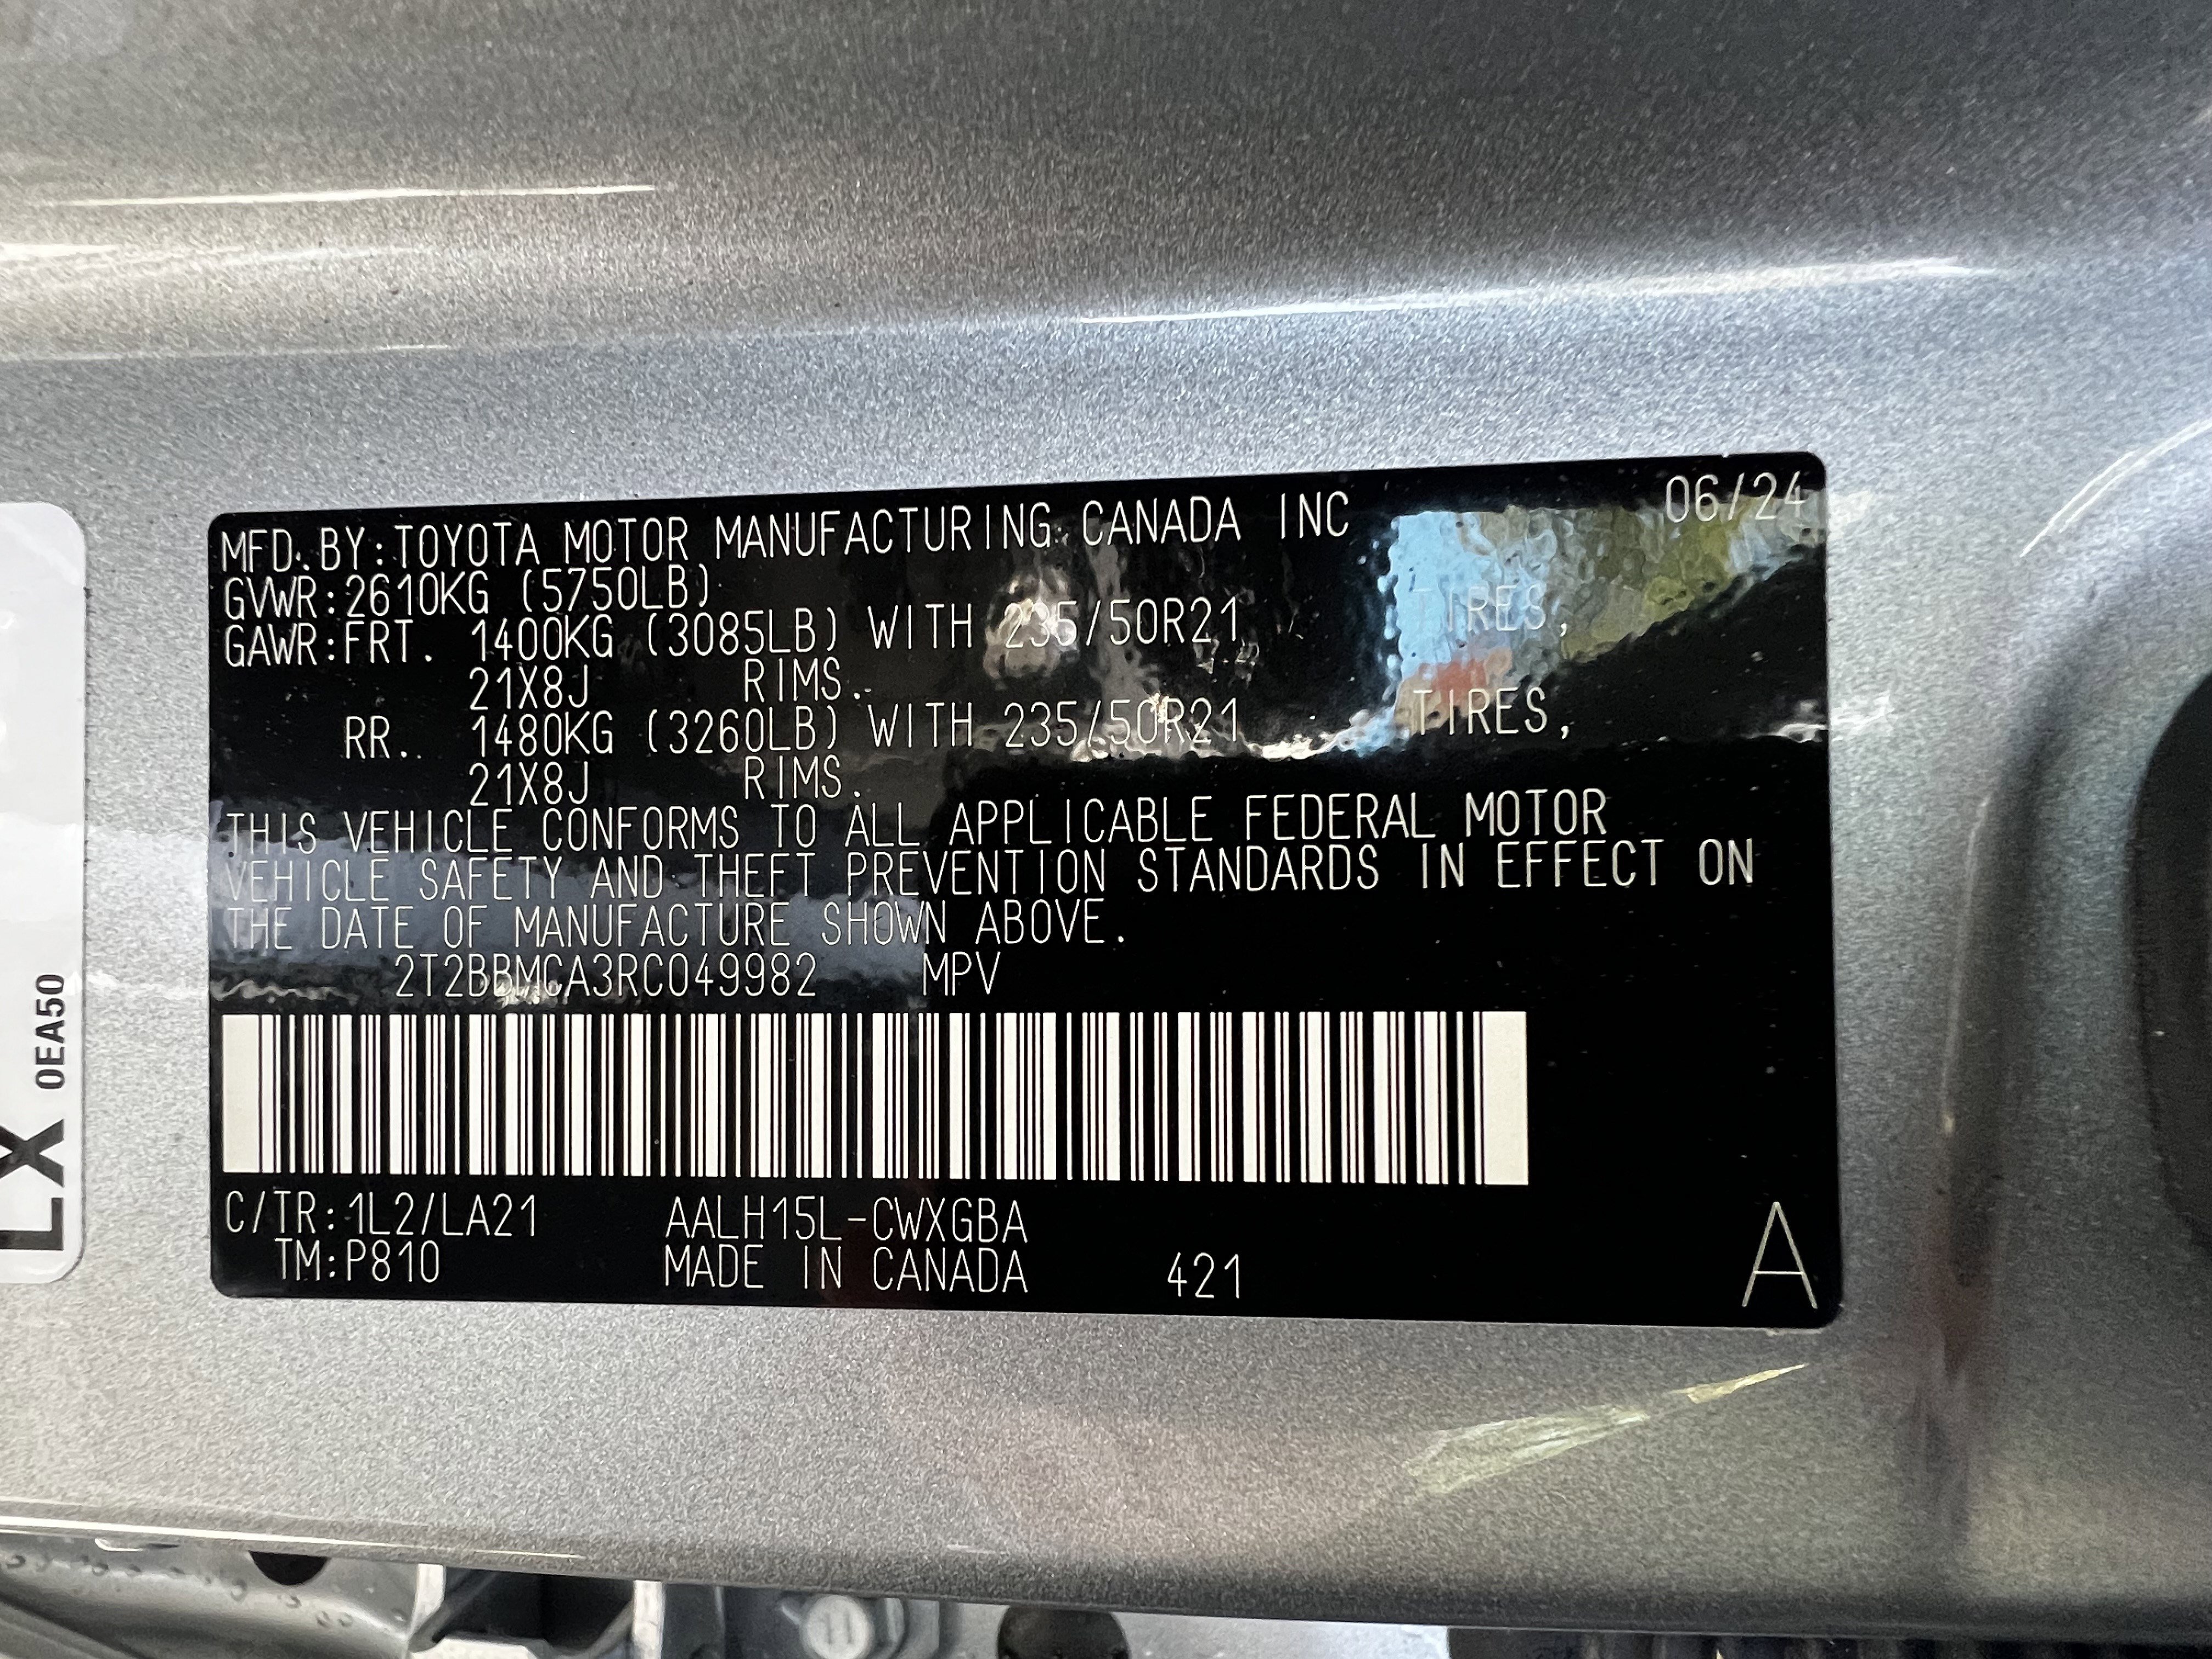 MFD. BY:TOYOTA MOTOR MANUFACTURING CANADA INC 06/24
GVWR:2610KG (5750LB)
GAWR:FRT. 1400KG (3085LB) WITH 235/50R21 TIRES,
21X8J RIMS.
RR. 1480KG (3260LB) WITH 235/50R21 TIRES,
21X8J RIMS.
THIS VEHICLE CONFORMS TO ALL APPLICABLE FEDERAL MOTOR
VEHICLE SAFETY AND THEFT PREVENTION STANDARDS IN EFFECT ON
THE DATE OF MANUFACTURE SHOWN ABOVE.
2T2BBMCA3RC049982 MPV
C/TR:1L2/LA21 AALH15L-CWXGBA
TM:P810 MADE IN CANADA 421 A
LX
0EA50